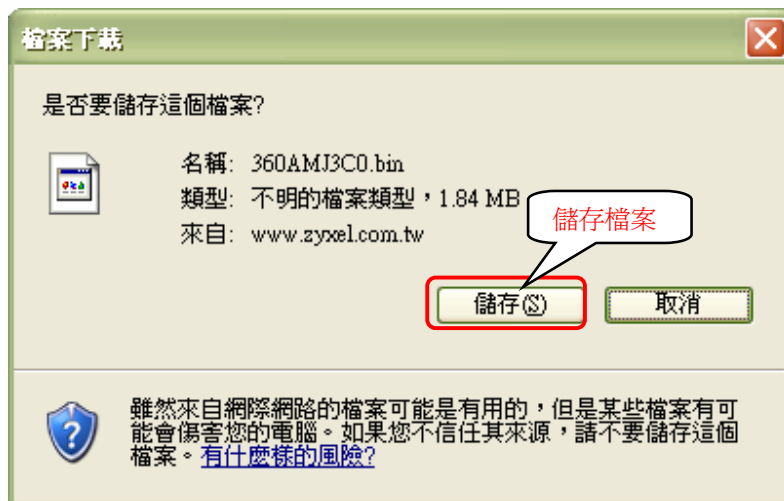 檔案下載
是否要儲存這個檔案?
名稱: 360AMJ3C0.bin
類型: 不明的檔案類型，1.84 MB
來自: www.zyxel.com.tw
儲存檔案
儲存(S)
取消
雖然來自網際網路的檔案可能是有用的，但是某些檔案有可
能會傷害您的電腦。如果您不信任其來源，請不要儲存這個
檔案。有什麼樣的風險?